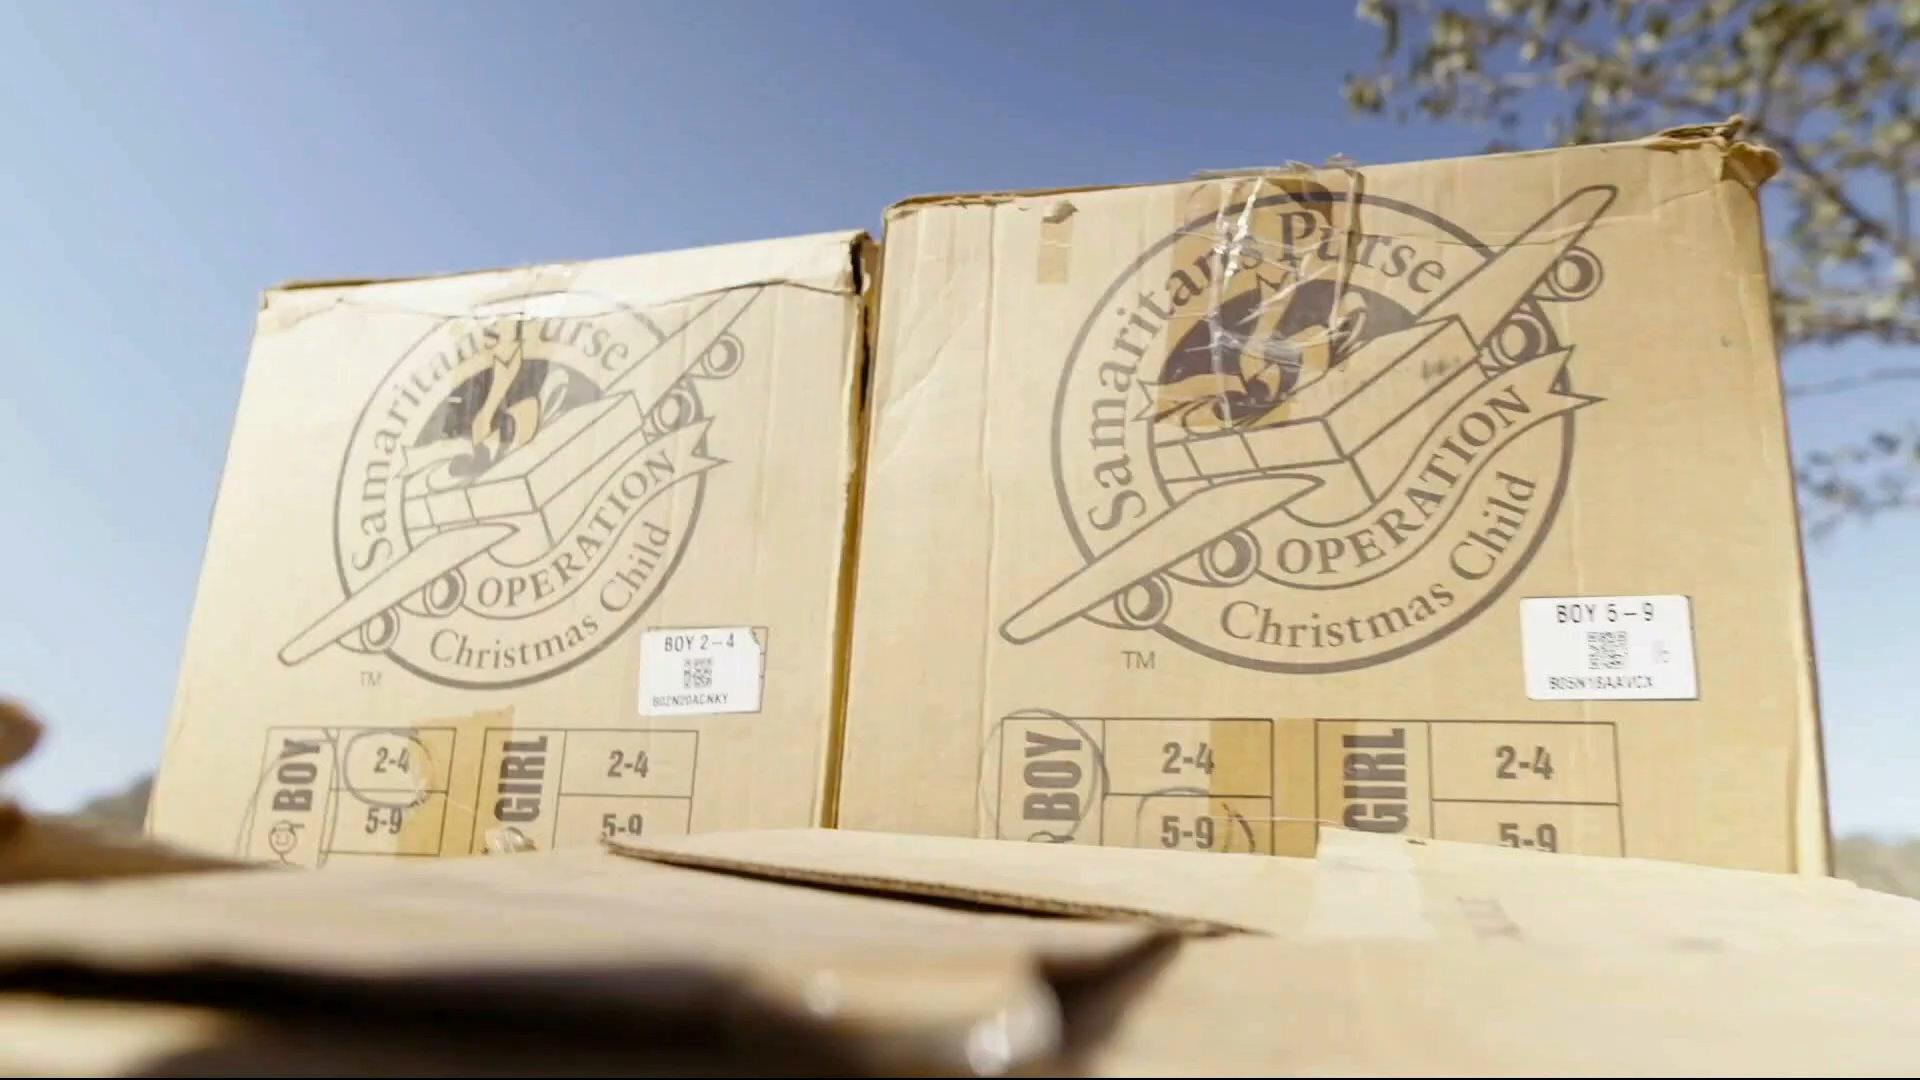 Samaritan's Purse
OPERATION
Christmas Child
TM
BOY 2-4
BOY
2-4
5-9
GIRL
2-4
5-9
Samaritan's Purse
OPERATION
Christmas Child
TM
BOY 5-9
BOY
2-4
5-9
GIRL
2-4
5-9